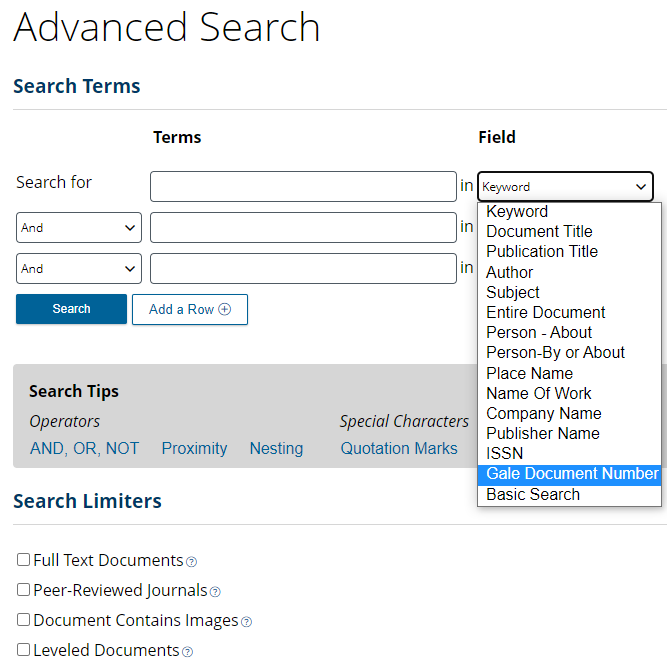 Advanced Search
Search Terms
Terms Field
Search for in Keyword
And in
And in
Search Add a Row
Keyword
Document Title
Publication Title
Author
Subject
Entire Document
Person - About
Person-By or About
Place Name
Name Of Work
Company Name
Publisher Name
ISSN
Gale Document Number
Basic Search
Search Tips
Operators Special Characters
AND, OR, NOT Proximity Nesting Quotation Marks
Search Limiters
Full Text Documents ?
Peer-Reviewed Journals ?
Document Contains Images ?
Leveled Documents ?